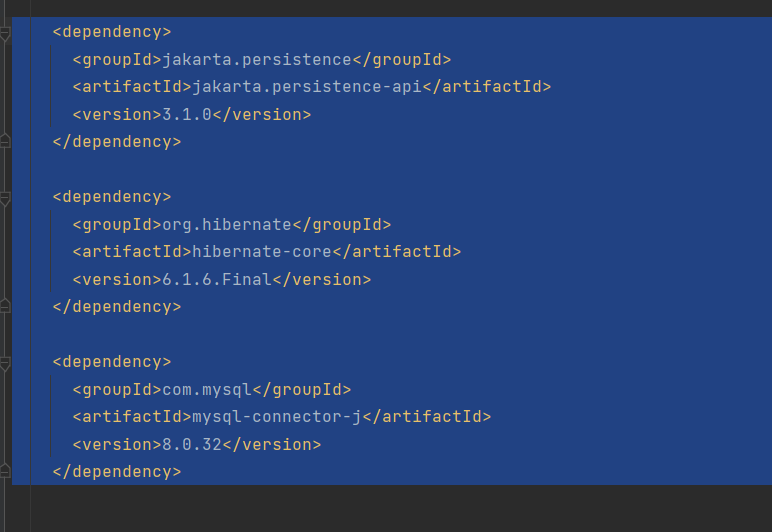 <dependency>
<groupId>jakarta.persistence</groupId>
<artifactId>jakarta.persistence-api</artifactId>
<version>3.1.0</version>
</dependency>
<dependency>
<groupId>org.hibernate</groupId>
<artifactId>hibernate-core</artifactId>
<version>6.1.6.Final</version>
</dependency>
<dependency>
<groupId>com.mysql</groupId>
<artifactId>mysql-connector-j</artifactId>
<version>8.0.32</version>
</dependency>